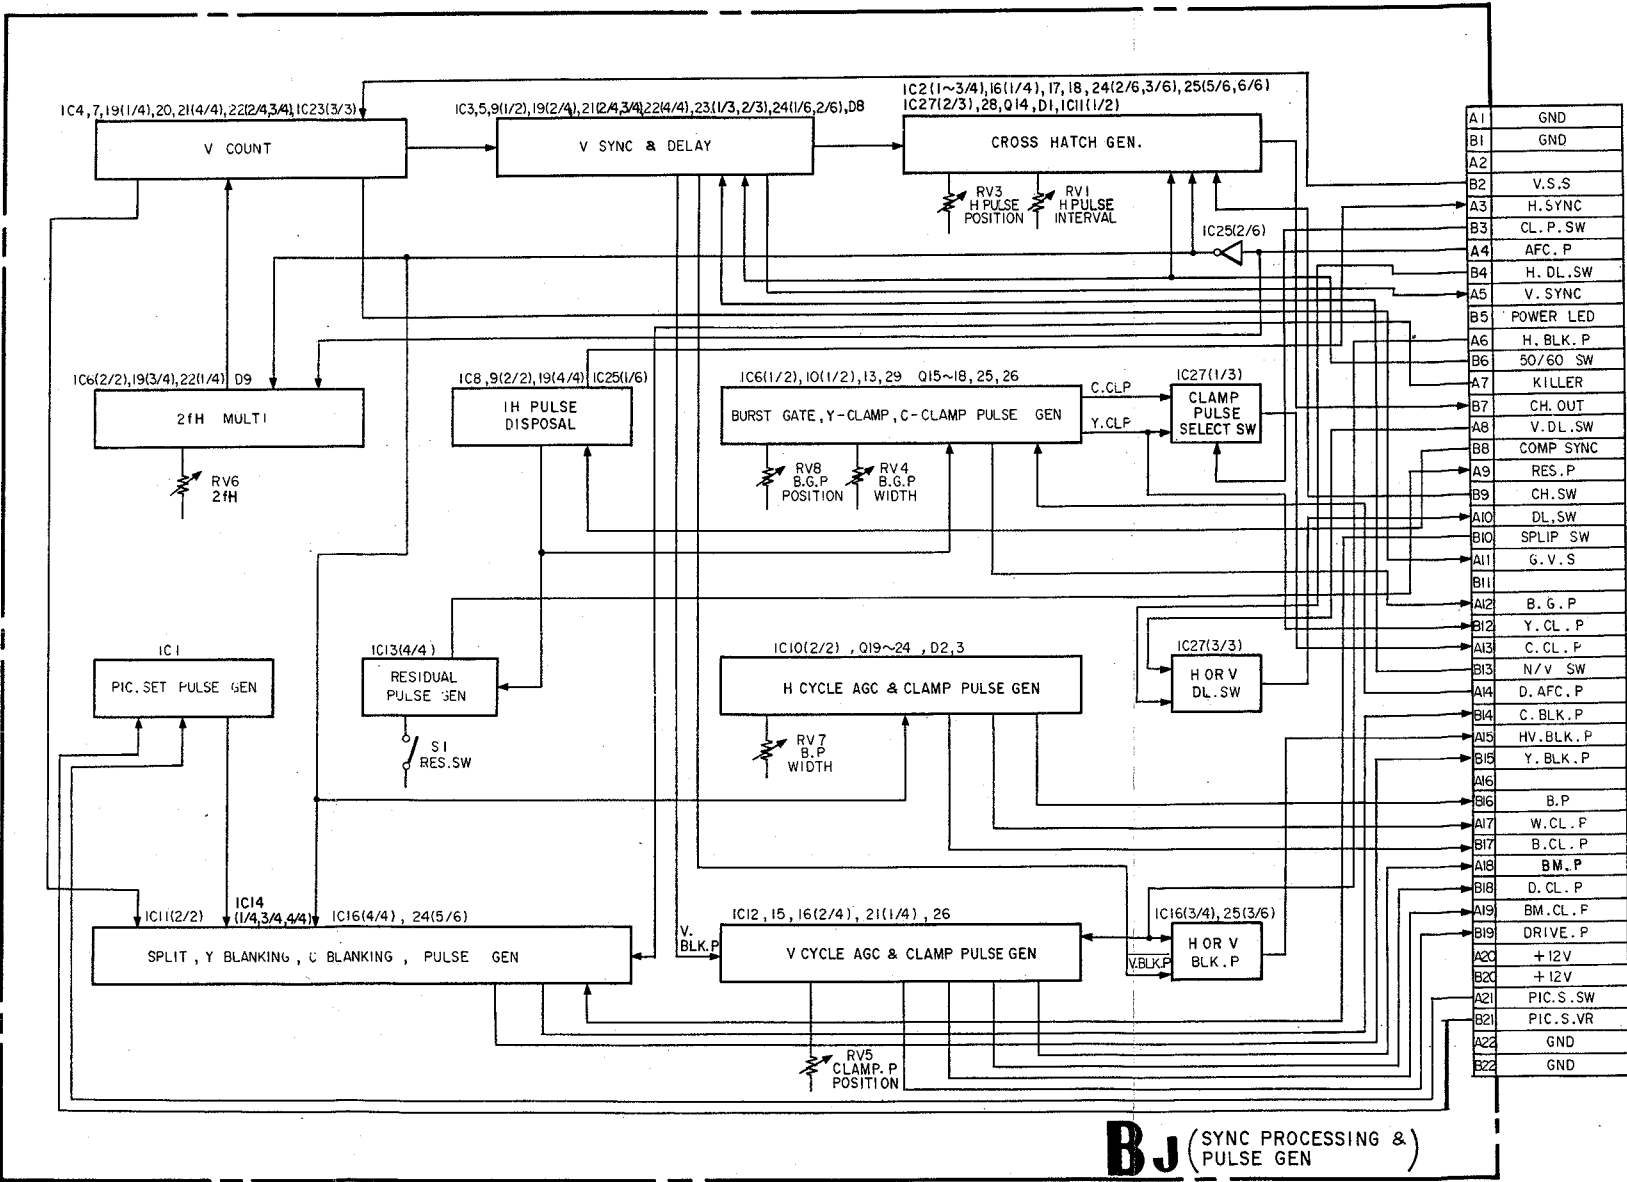 IC4,7,19(1/4),20,21(4/4),22(2/4,3/4),IC23(3/3)
V COUNT
IC3,5,9(1/2),19(2/4),21(2/4,3/4),22(4/4),23(1/3,2/3),24(1/6,2/6),D8
V SYNC & DELAY
IC2(1~3/4),16(1/4),17,18,24(2/6,3/6),25(5/6,6/6)
IC27(2/3),28,Q14,D1,IC11(1/2)
CROSS HATCH GEN.
RV3
H PULSE
POSITION
RV1
H PULSE
INTERVAL
IC25(2/6)
IC6(2/2),19(3/4),22(1/4) D9
2fH MULTI
RV6
2fH
IC8,9(2/2),19(4/4) IC25(1/6)
1H PULSE
DISPOSAL
IC6(1/2),10(1/2),13,29 Q15~18,25,26
BURST GATE,Y-CLAMP,C-CLAMP PULSE GEN
RV8
B.G.P
POSITION
RV4
B.G.P
WIDTH
C.CLP
Y.CLP
IC27(1/3)
CLAMP
PULSE
SELECT SW
IC1
PIC.SET PULSE GEN
IC13(4/4)
RESIDUAL
PULSE GEN
S1
RES.SW
IC10(2/2) ,Q19~24 ,D2,3
H CYCLE AGC & CLAMP PULSE GEN
RV7
B.P
WIDTH
IC27(3/3)
H OR V
DL.SW
IC11(2/2)
IC14
(1/4,3/4,4/4)
IC16(4/4) , 24(5/6)
SPLIT , Y BLANKING , C BLANKING , PULSE GEN
V.
BLK.P
IC12 , 15 , 16(2/4) , 21(1/4) , 26
V CYCLE AGC & CLAMP PULSE GEN
RV5
CLAMP. P
POSITION
V.BLK.P
IC16(3/4), 25(3/6)
H OR V
BLK.P
A1 GND
B1 GND
A2
B2 V.S.S
A3 H.SYNC
B3 CL.P.SW
A4 AFC.P
B4 H.DL.SW
A5 V.SYNC
B5 POWER LED
A6 H.BLK.P
B6 50/60 SW
A7 KILLER
B7 CH.OUT
A8 V.DL.SW
B8 COMP SYNC
A9 RES.P
B9 CH.SW
A10 DL,SW
B10 SPLIP SW
A11 G.V.S
B11
A12 B.G.P
B12 Y.CL.P
A13 C.CL.P
B13 N/V SW
A14 D.AFC.P
B14 C.BLK.P
A15 HV.BLK.P
B15 Y.BLK.P
A16
B16 B.P
A17 W.CL.P
B17 B.CL.P
A18 BM.P
B18 D.CL.P
A19 BM.CL.P
B19 DRIVE.P
A20 +12V
B20 +12V
A21 PIC.S.SW
B21 PIC.S.VR
A22 GND
B22 GND
BJ (SYNC PROCESSING &
PULSE GEN)